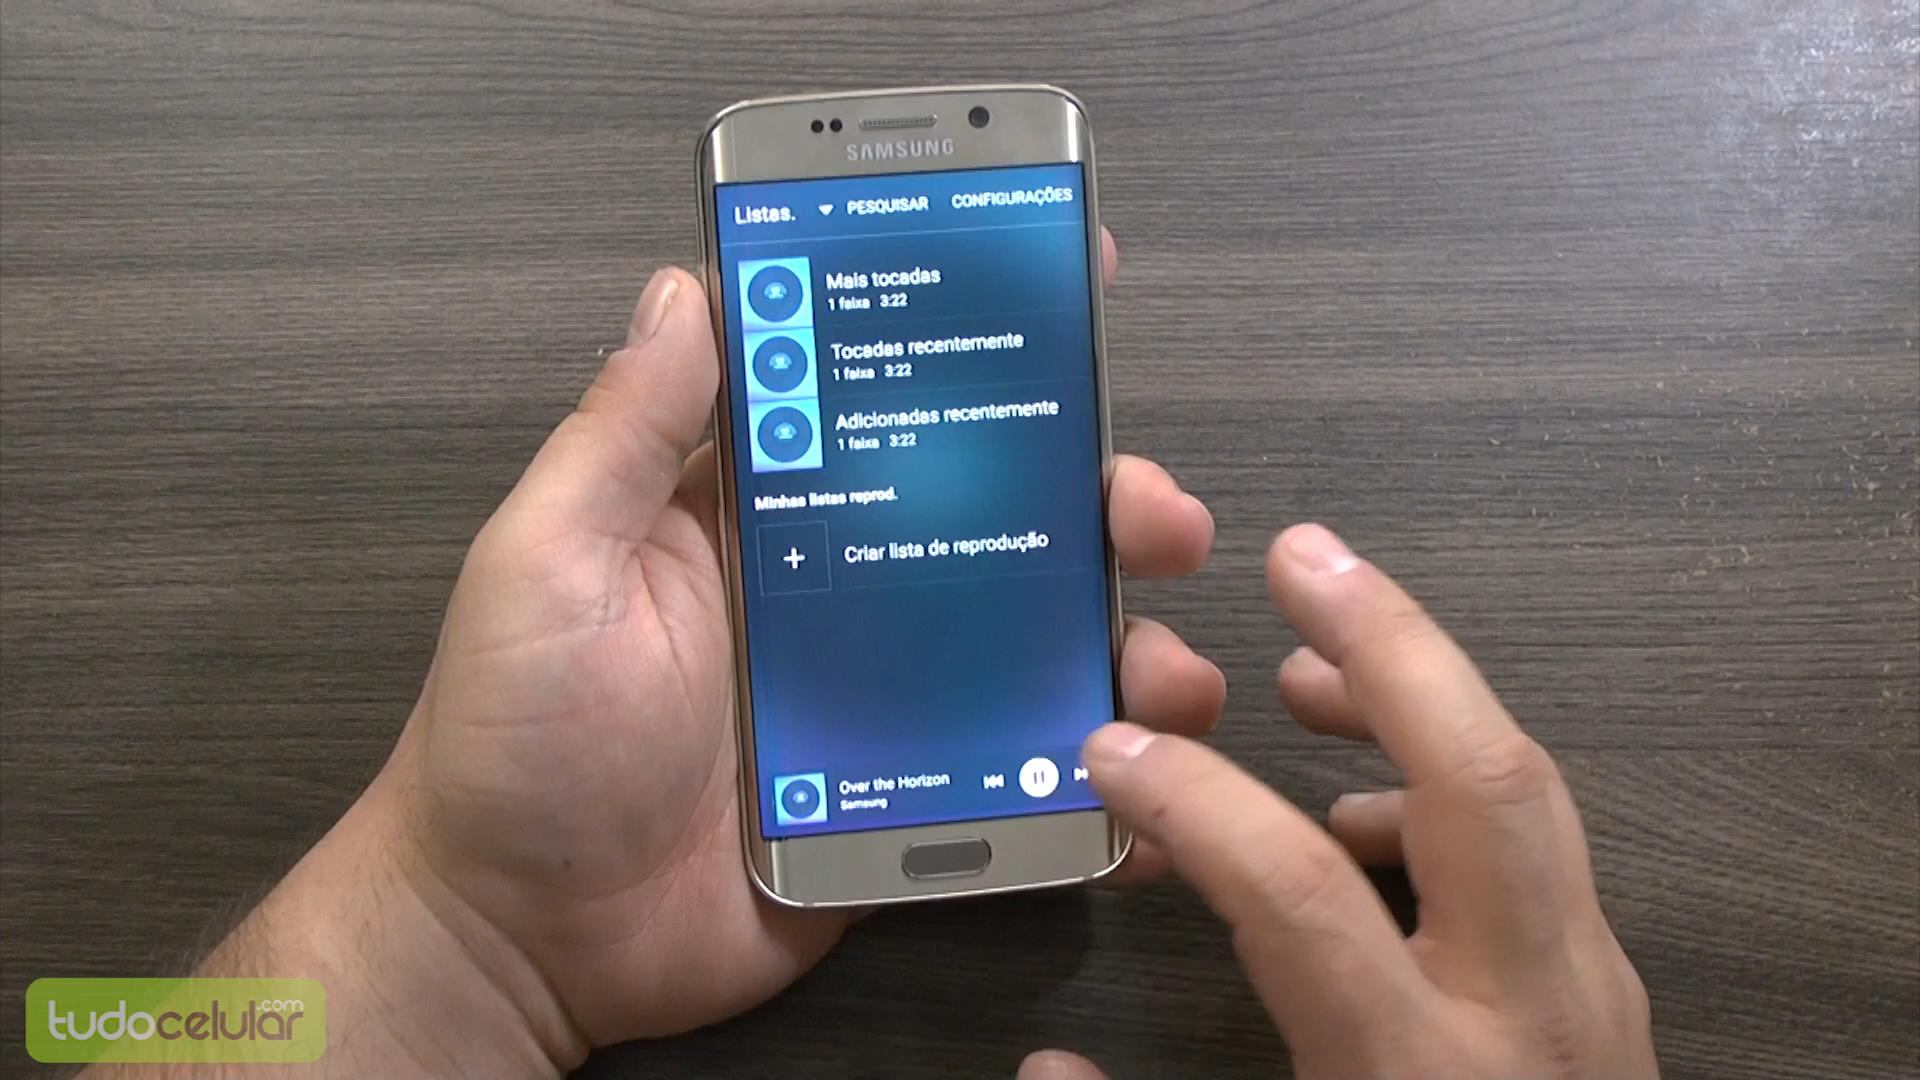 SAMSUNG
Listas. PESQUISAR CONFIGURAÇÕES
Mais tocadas
1 faixa 3:22
Tocadas recentemente
1 faixa 3:22
Adicionadas recentemente
1 faixa 3:22
Minhas listas reprod.
Criar lista de reprodução
Over the Horizon
Samsung
tudocelular.com